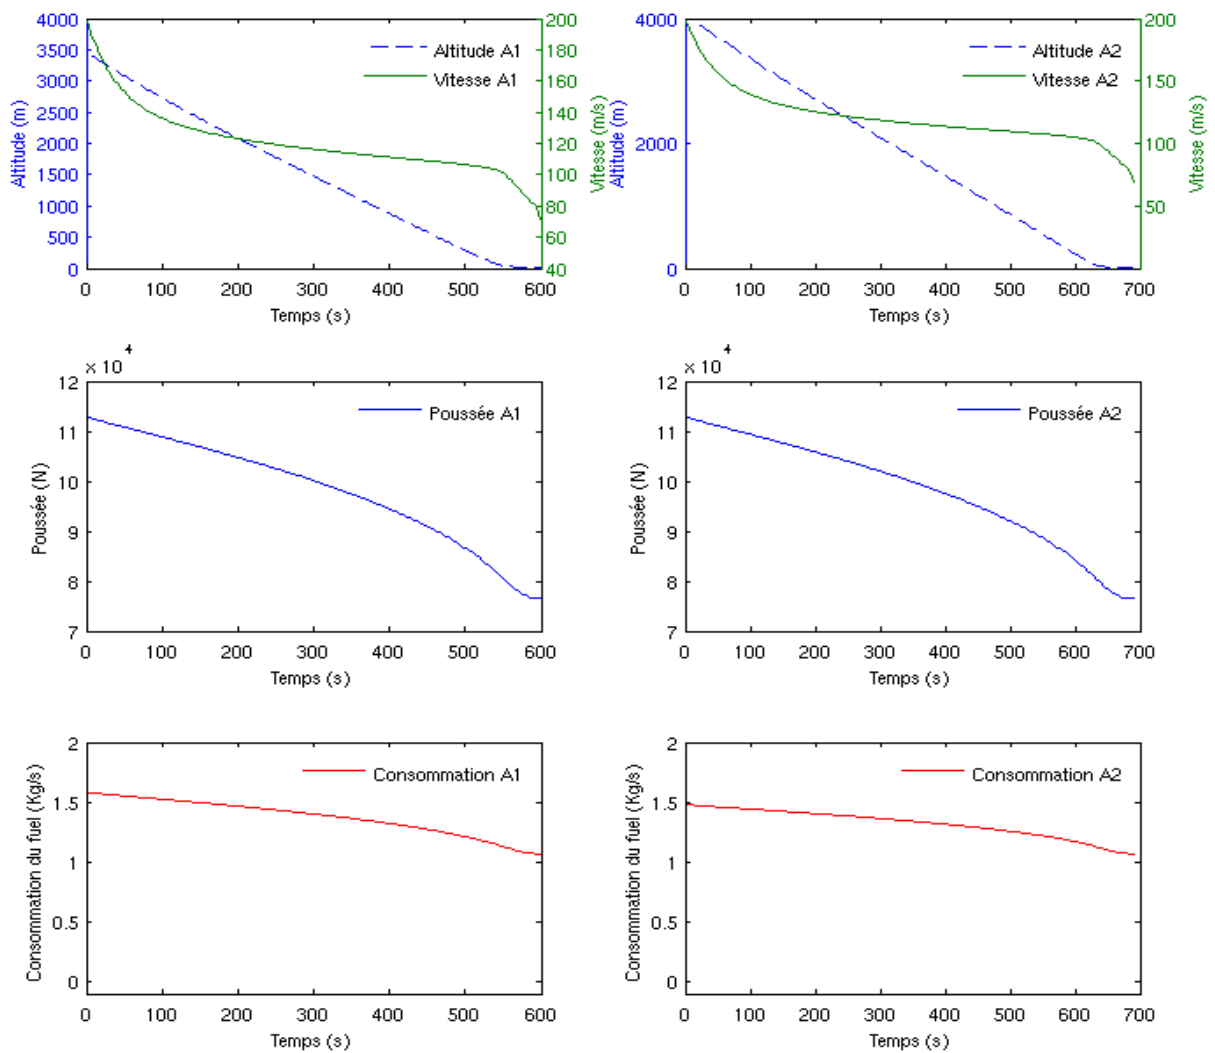 4000
3500
3000
2500
2000
1500
1000
500
0
Altitude (m)
Altitude A1
Vitesse A1
200
180
160
140
120
100
80
60
40
Vitesse (m/s)
0 100 200 300 400 500 600
Temps (s)
4000
2000
0
Altitude (m)
Altitude A2
Vitesse A2
200
150
100
50
Vitesse (m/s)
0 100 200 300 400 500 600 700
Temps (s)
× 10 4
12
11
10
9
8
7
Poussée (N)
Poussée A1
0 100 200 300 400 500 600
Temps (s)
× 10 4
12
11
10
9
8
7
Poussée (N)
Poussée A2
0 100 200 300 400 500 600 700
Temps (s)
2
1.5
1
0.5
0
Consommation du fuel (Kg/s)
Consommation A1
0 100 200 300 400 500 600
Temps (s)
2
1.5
1
0.5
0
Consommation du fuel (Kg/s)
Consommation A2
0 100 200 300 400 500 600 700
Temps (s)